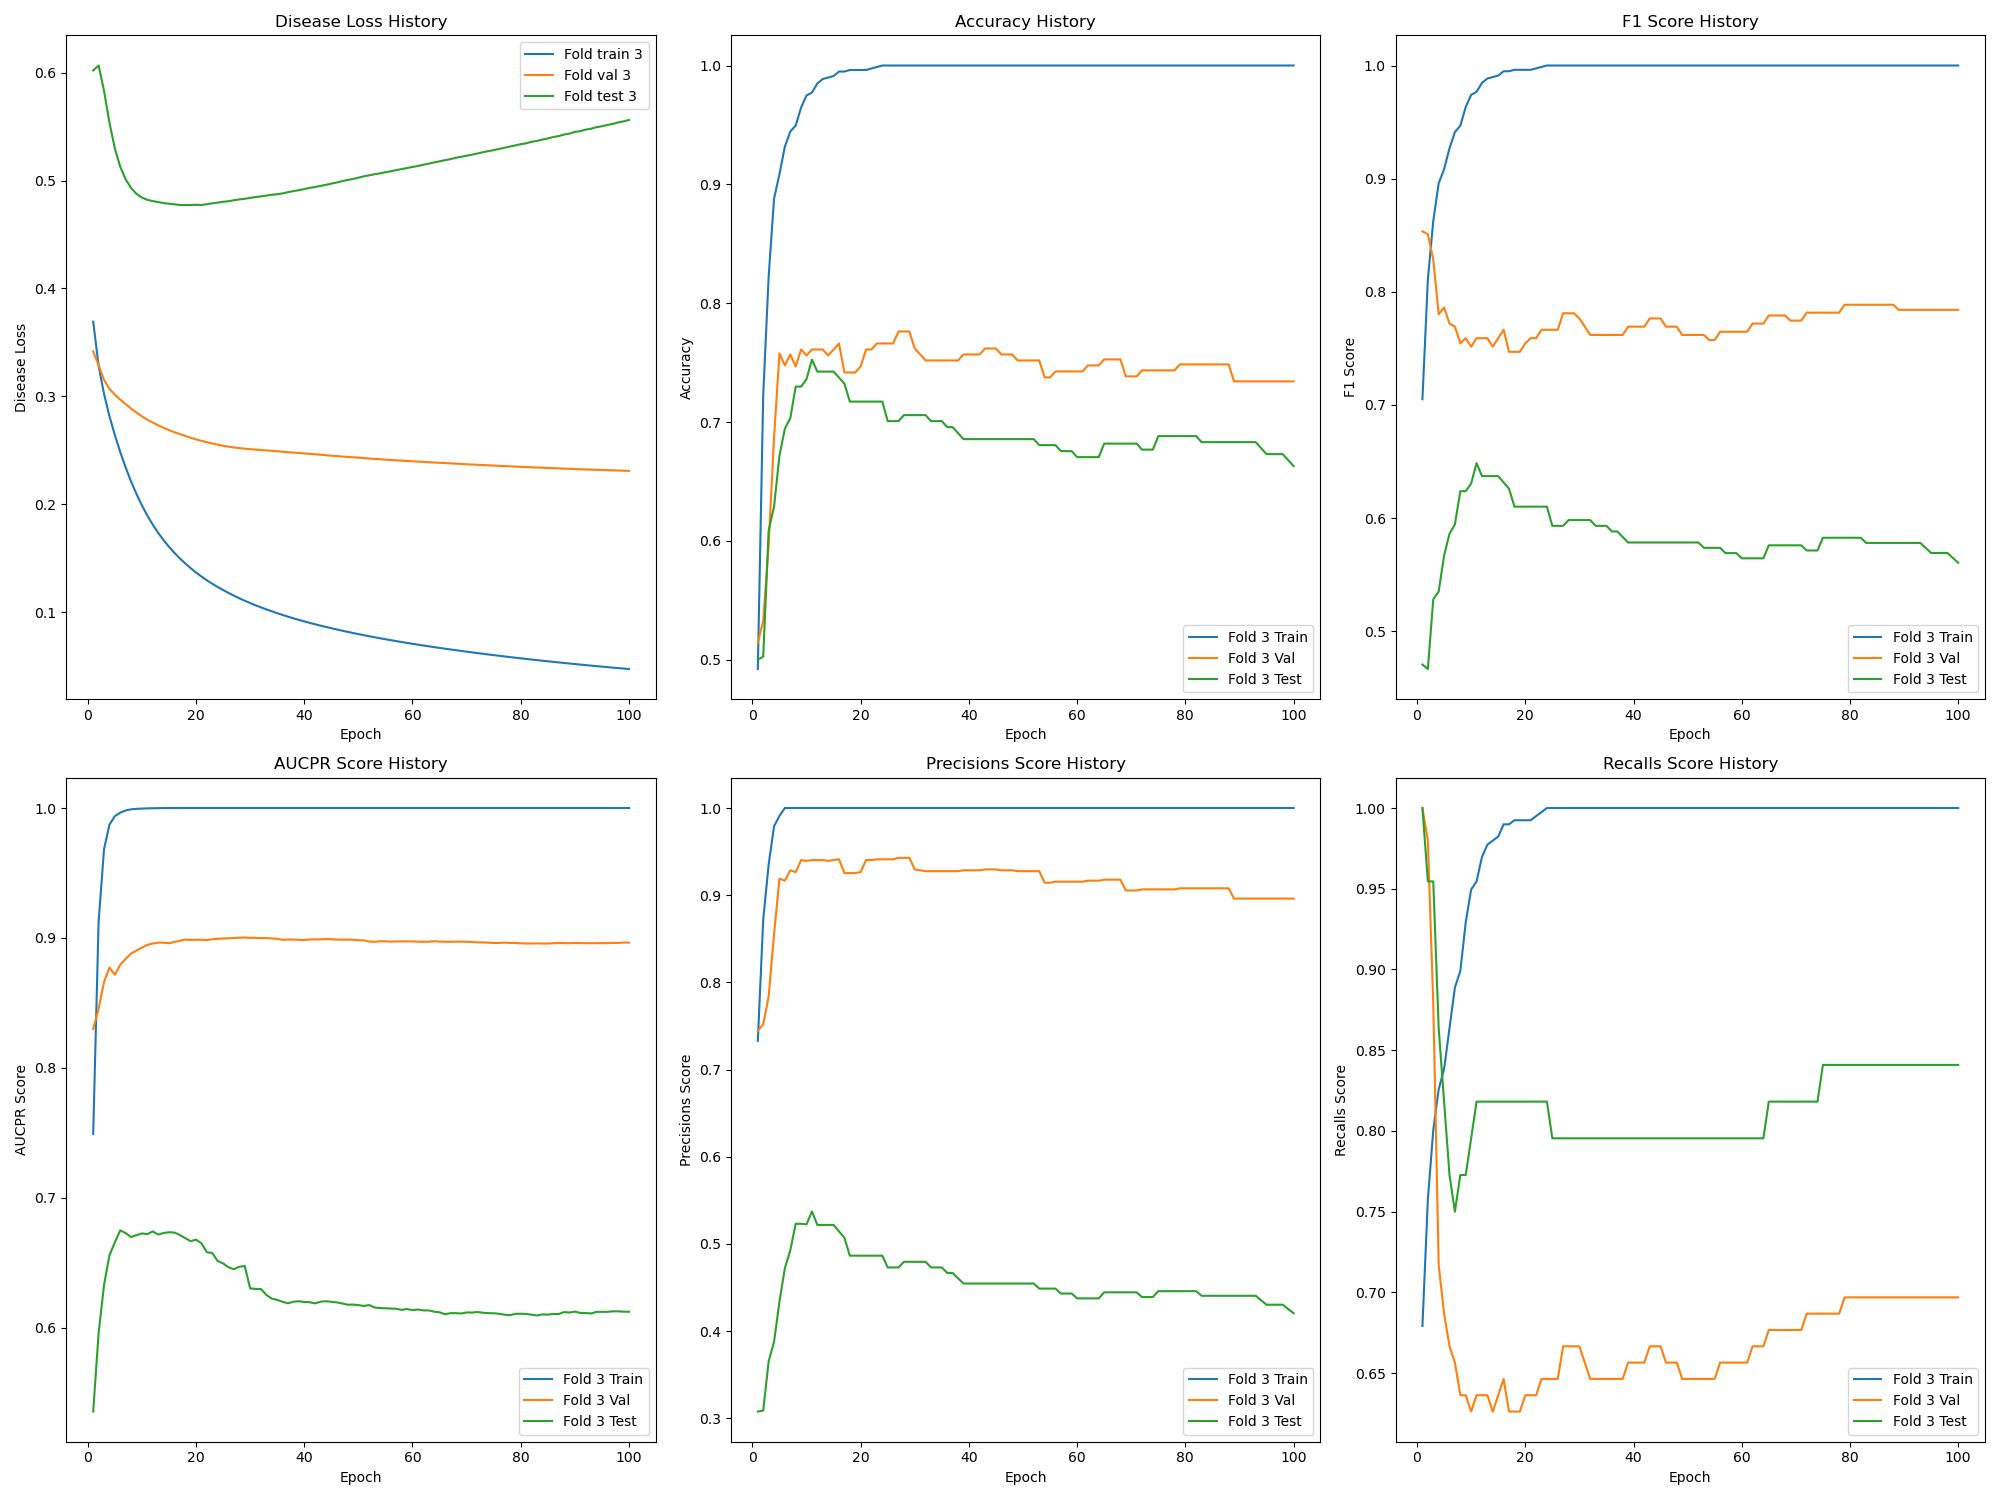 Disease Loss History
Disease Loss
0.6
0.5
0.4
0.3
0.2
0.1
0 20 40 60 80 100
Epoch
Fold train 3
Fold val 3
Fold test 3
Accuracy History
Accuracy
1.0
0.9
0.8
0.7
0.6
0.5
0 20 40 60 80 100
Epoch
Fold 3 Train
Fold 3 Val
Fold 3 Test
F1 Score History
F1 Score
1.0
0.9
0.8
0.7
0.6
0.5
0 20 40 60 80 100
Epoch
Fold 3 Train
Fold 3 Val
Fold 3 Test
AUCPR Score History
AUCPR Score
1.0
0.9
0.8
0.7
0.6
0 20 40 60 80 100
Epoch
Fold 3 Train
Fold 3 Val
Fold 3 Test
Precisions Score History
Precisions Score
1.0
0.9
0.8
0.7
0.6
0.5
0.4
0.3
0 20 40 60 80 100
Epoch
Fold 3 Train
Fold 3 Val
Fold 3 Test
Recalls Score History
Recalls Score
1.00
0.95
0.90
0.85
0.80
0.75
0.70
0.65
0 20 40 60 80 100
Epoch
Fold 3 Train
Fold 3 Val
Fold 3 Test